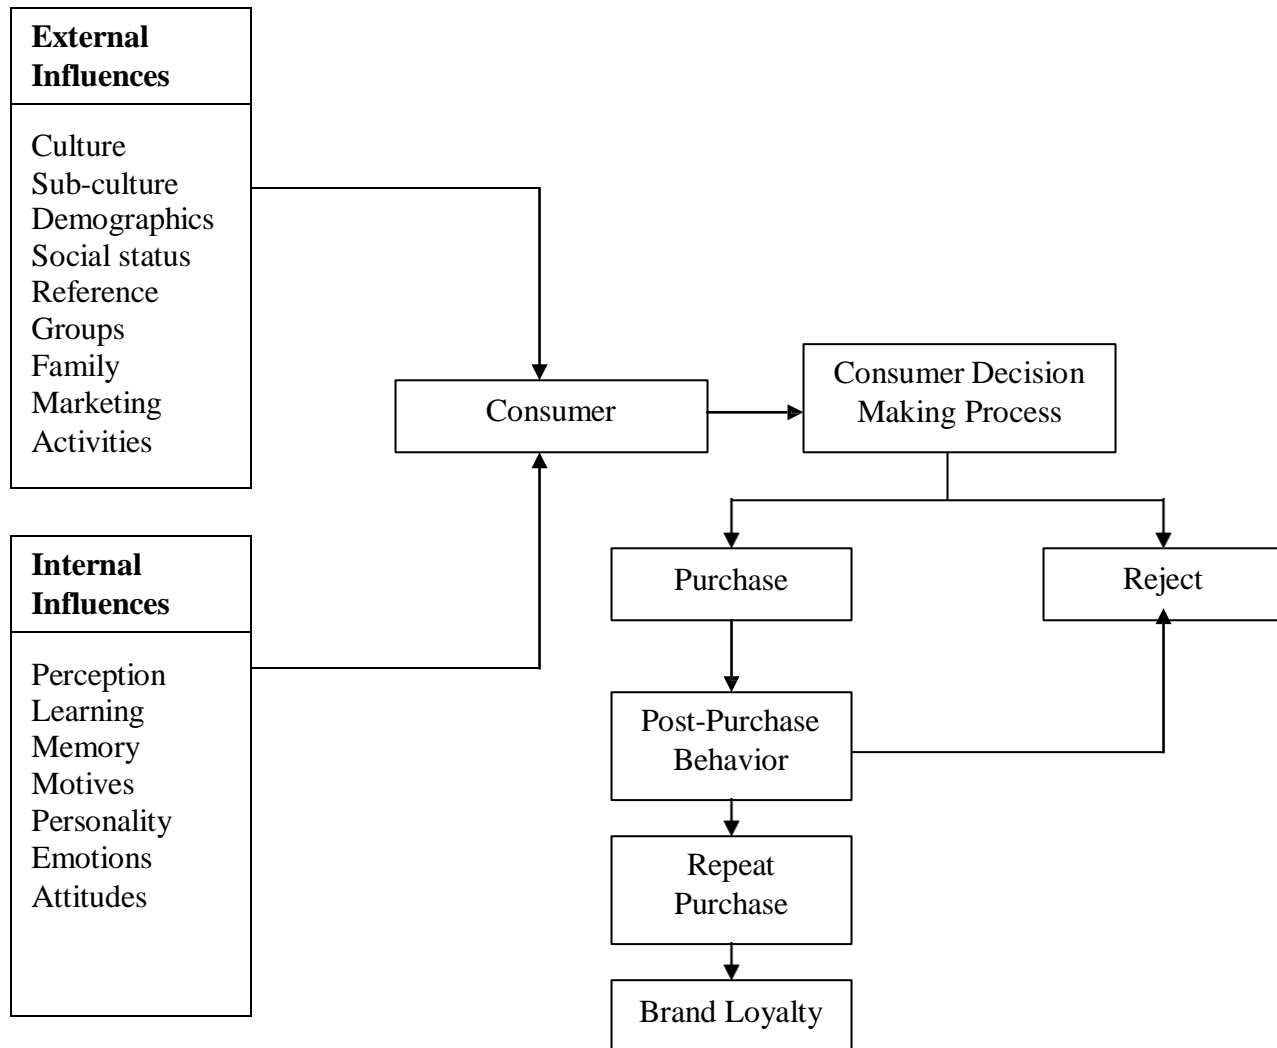 External
Influences
Culture
Sub-culture
Demographics
Social status
Reference
Groups
Family
Marketing
Activities
Consumer
Consumer Decision
Making Process
Internal
Influences
Perception
Learning
Memory
Motives
Personality
Emotions
Attitudes
Purchase
Reject
Post-Purchase
Behavior
Repeat
Purchase
Brand Loyalty